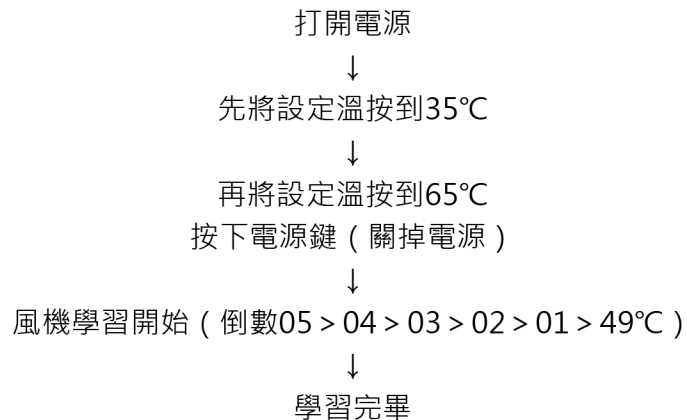 打開電源
↓
先將設定溫按到35℃
↓
再將設定溫按到65℃
按下電源鍵（關掉電源）
↓
風機學習開始（倒數05＞04＞03＞02＞01＞49℃）
↓
學習完畢